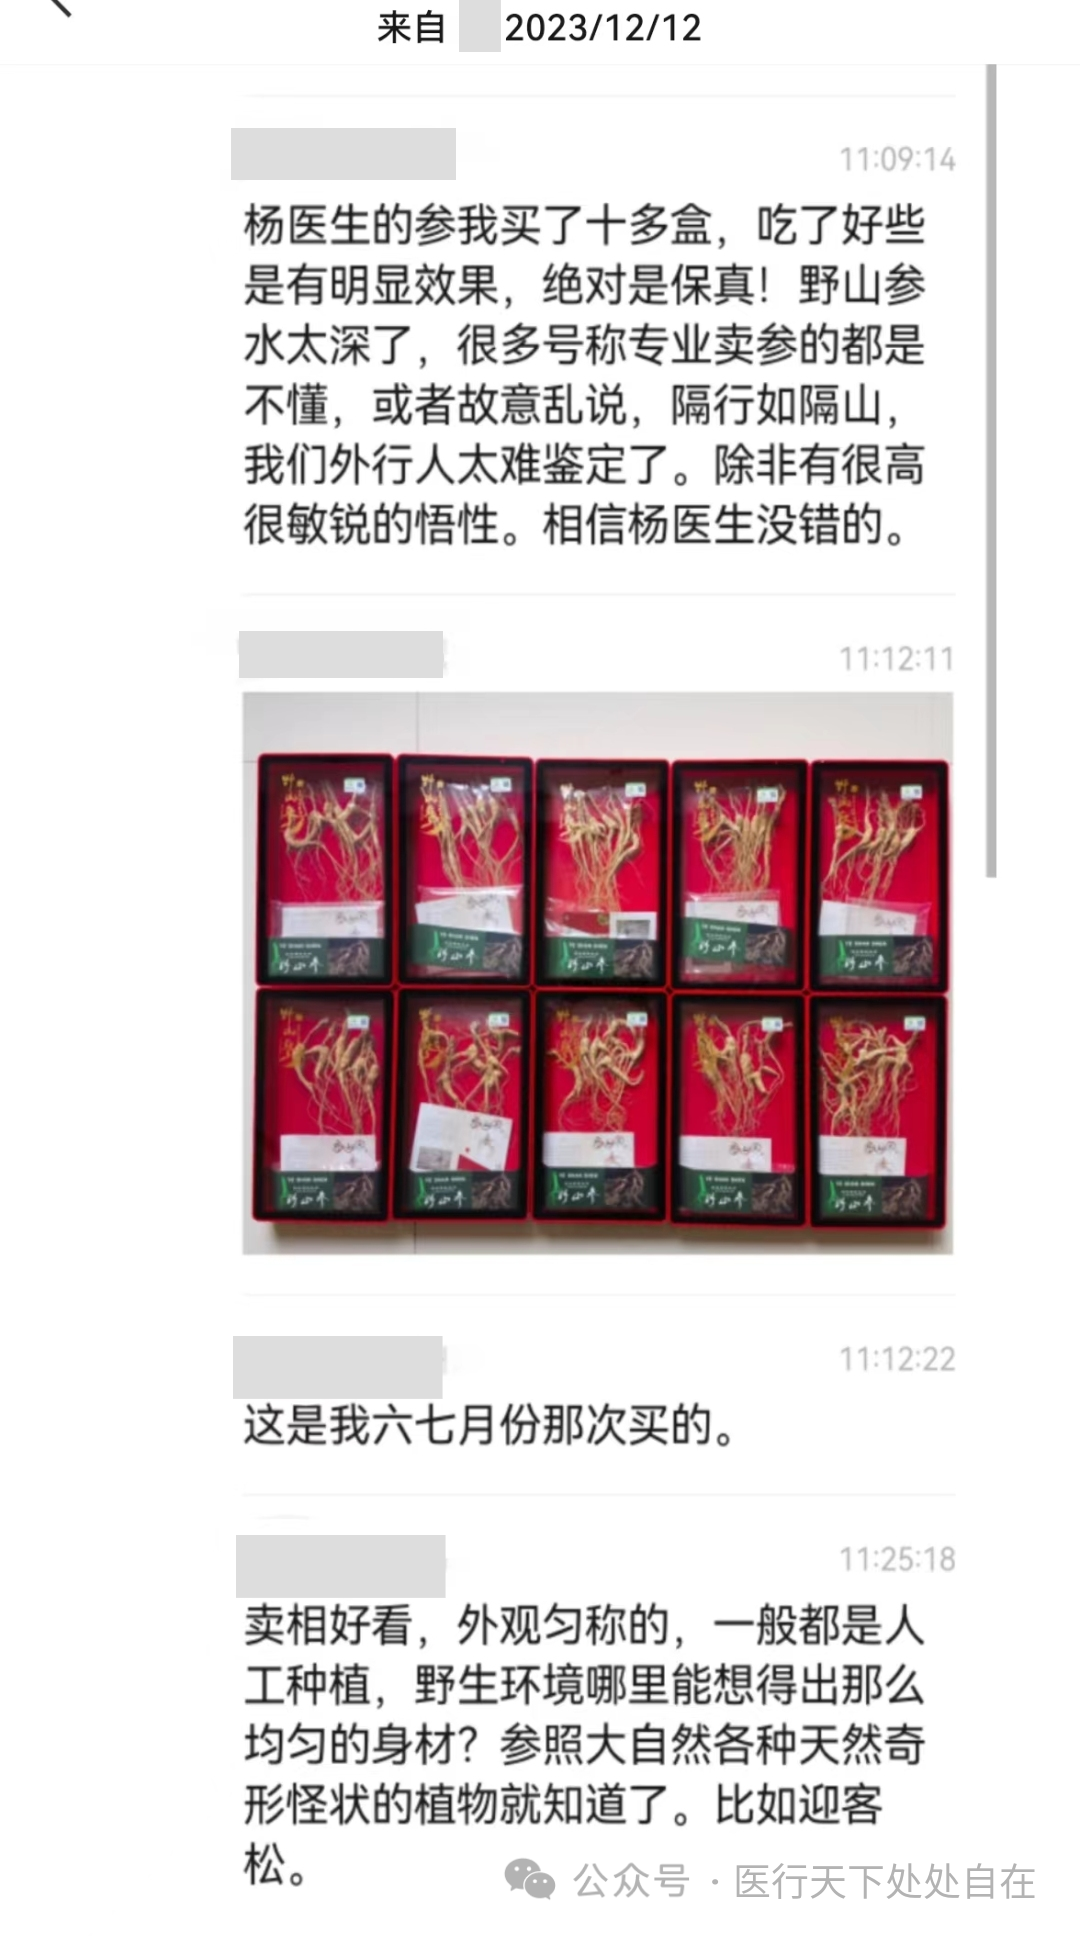 来自 2023/12/12
11:09:14
杨医生的参我买了十多盒，吃了好些
是有明显效果，绝对是保真！野山参
水太深了，很多号称专业卖参的都是
不懂，或者故意乱说，隔行如隔山，
我们外行人太难鉴定了。除非有很高
很敏锐的悟性。相信杨医生没错的。
11:12:11
YE SHAN SHEN
野山参
11:12:22
这是我六七月份那次买的。
11:25:18
卖相好看，外观匀称的，一般都是人
工种植，野生环境哪里能想得出那么
均匀的身材？参照大自然各种天然奇
形怪状的植物就知道了。比如迎客
松。
公众号·医行天下处处自在